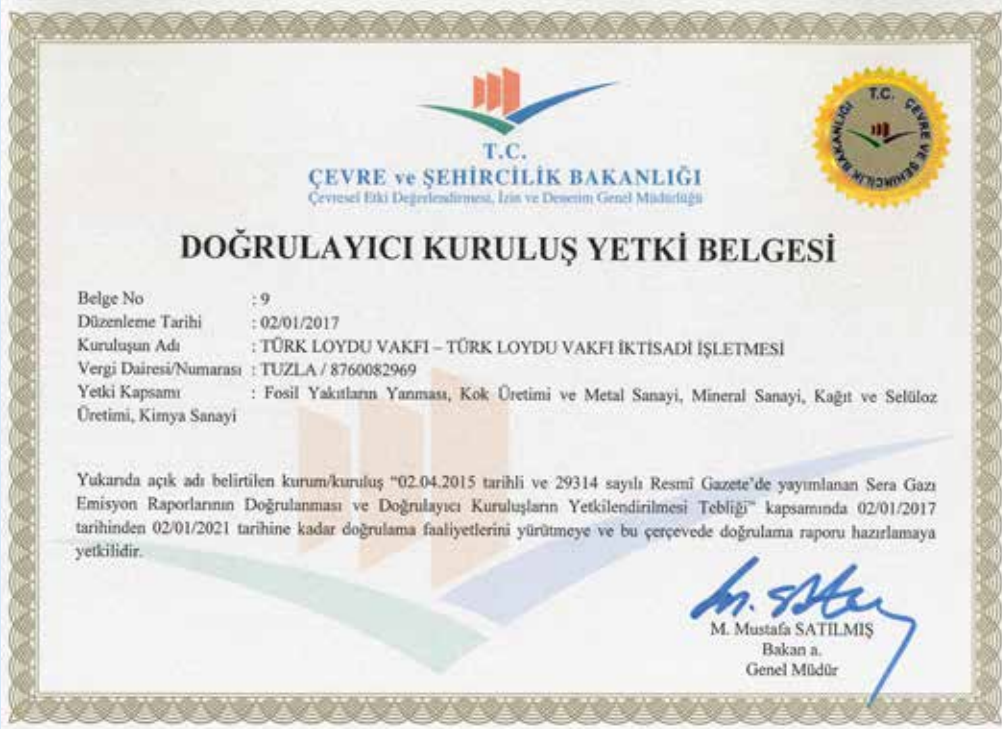 T.C.
ÇEVRE ve ŞEHİRCİLİK BAKANLIĞI
Çevresel Etki Değerlendirmesi, İzin ve Denetim Genel Müdürlüğü
T.C. ÇEVRE VE ŞEHİRCİLİK BAKANLIĞI
DOĞRULAYICI KURULUŞ YETKİ BELGESİ
Belge No : 9
Düzenleme Tarihi : 02/01/2017
Kuruluşun Adı : TÜRK LOYDU VAKFI – TÜRK LOYDU VAKFI İKTİSADİ İŞLETMESİ
Vergi Dairesi/Numarası : TUZLA / 8760082969
Yetki Kapsamı : Fosil Yakıtların Yanması, Kok Üretimi ve Metal Sanayi, Mineral Sanayi, Kağıt ve Selüloz
Üretimi, Kimya Sanayi
Yukarıda açık adı belirtilen kurum/kuruluş "02.04.2015 tarihli ve 29314 sayılı Resmî Gazete'de yayımlanan Sera Gazı
Emisyon Raporlarının Doğrulanması ve Doğrulayıcı Kuruluşların Yetkilendirilmesi Tebliği" kapsamında 02/01/2017
tarihinden 02/01/2021 tarihine kadar doğrulama faaliyetlerini yürütmeye ve bu çerçevede doğrulama raporu hazırlamaya
yetkilidir.
M. Mustafa SATILMIŞ
Bakan a.
Genel Müdür